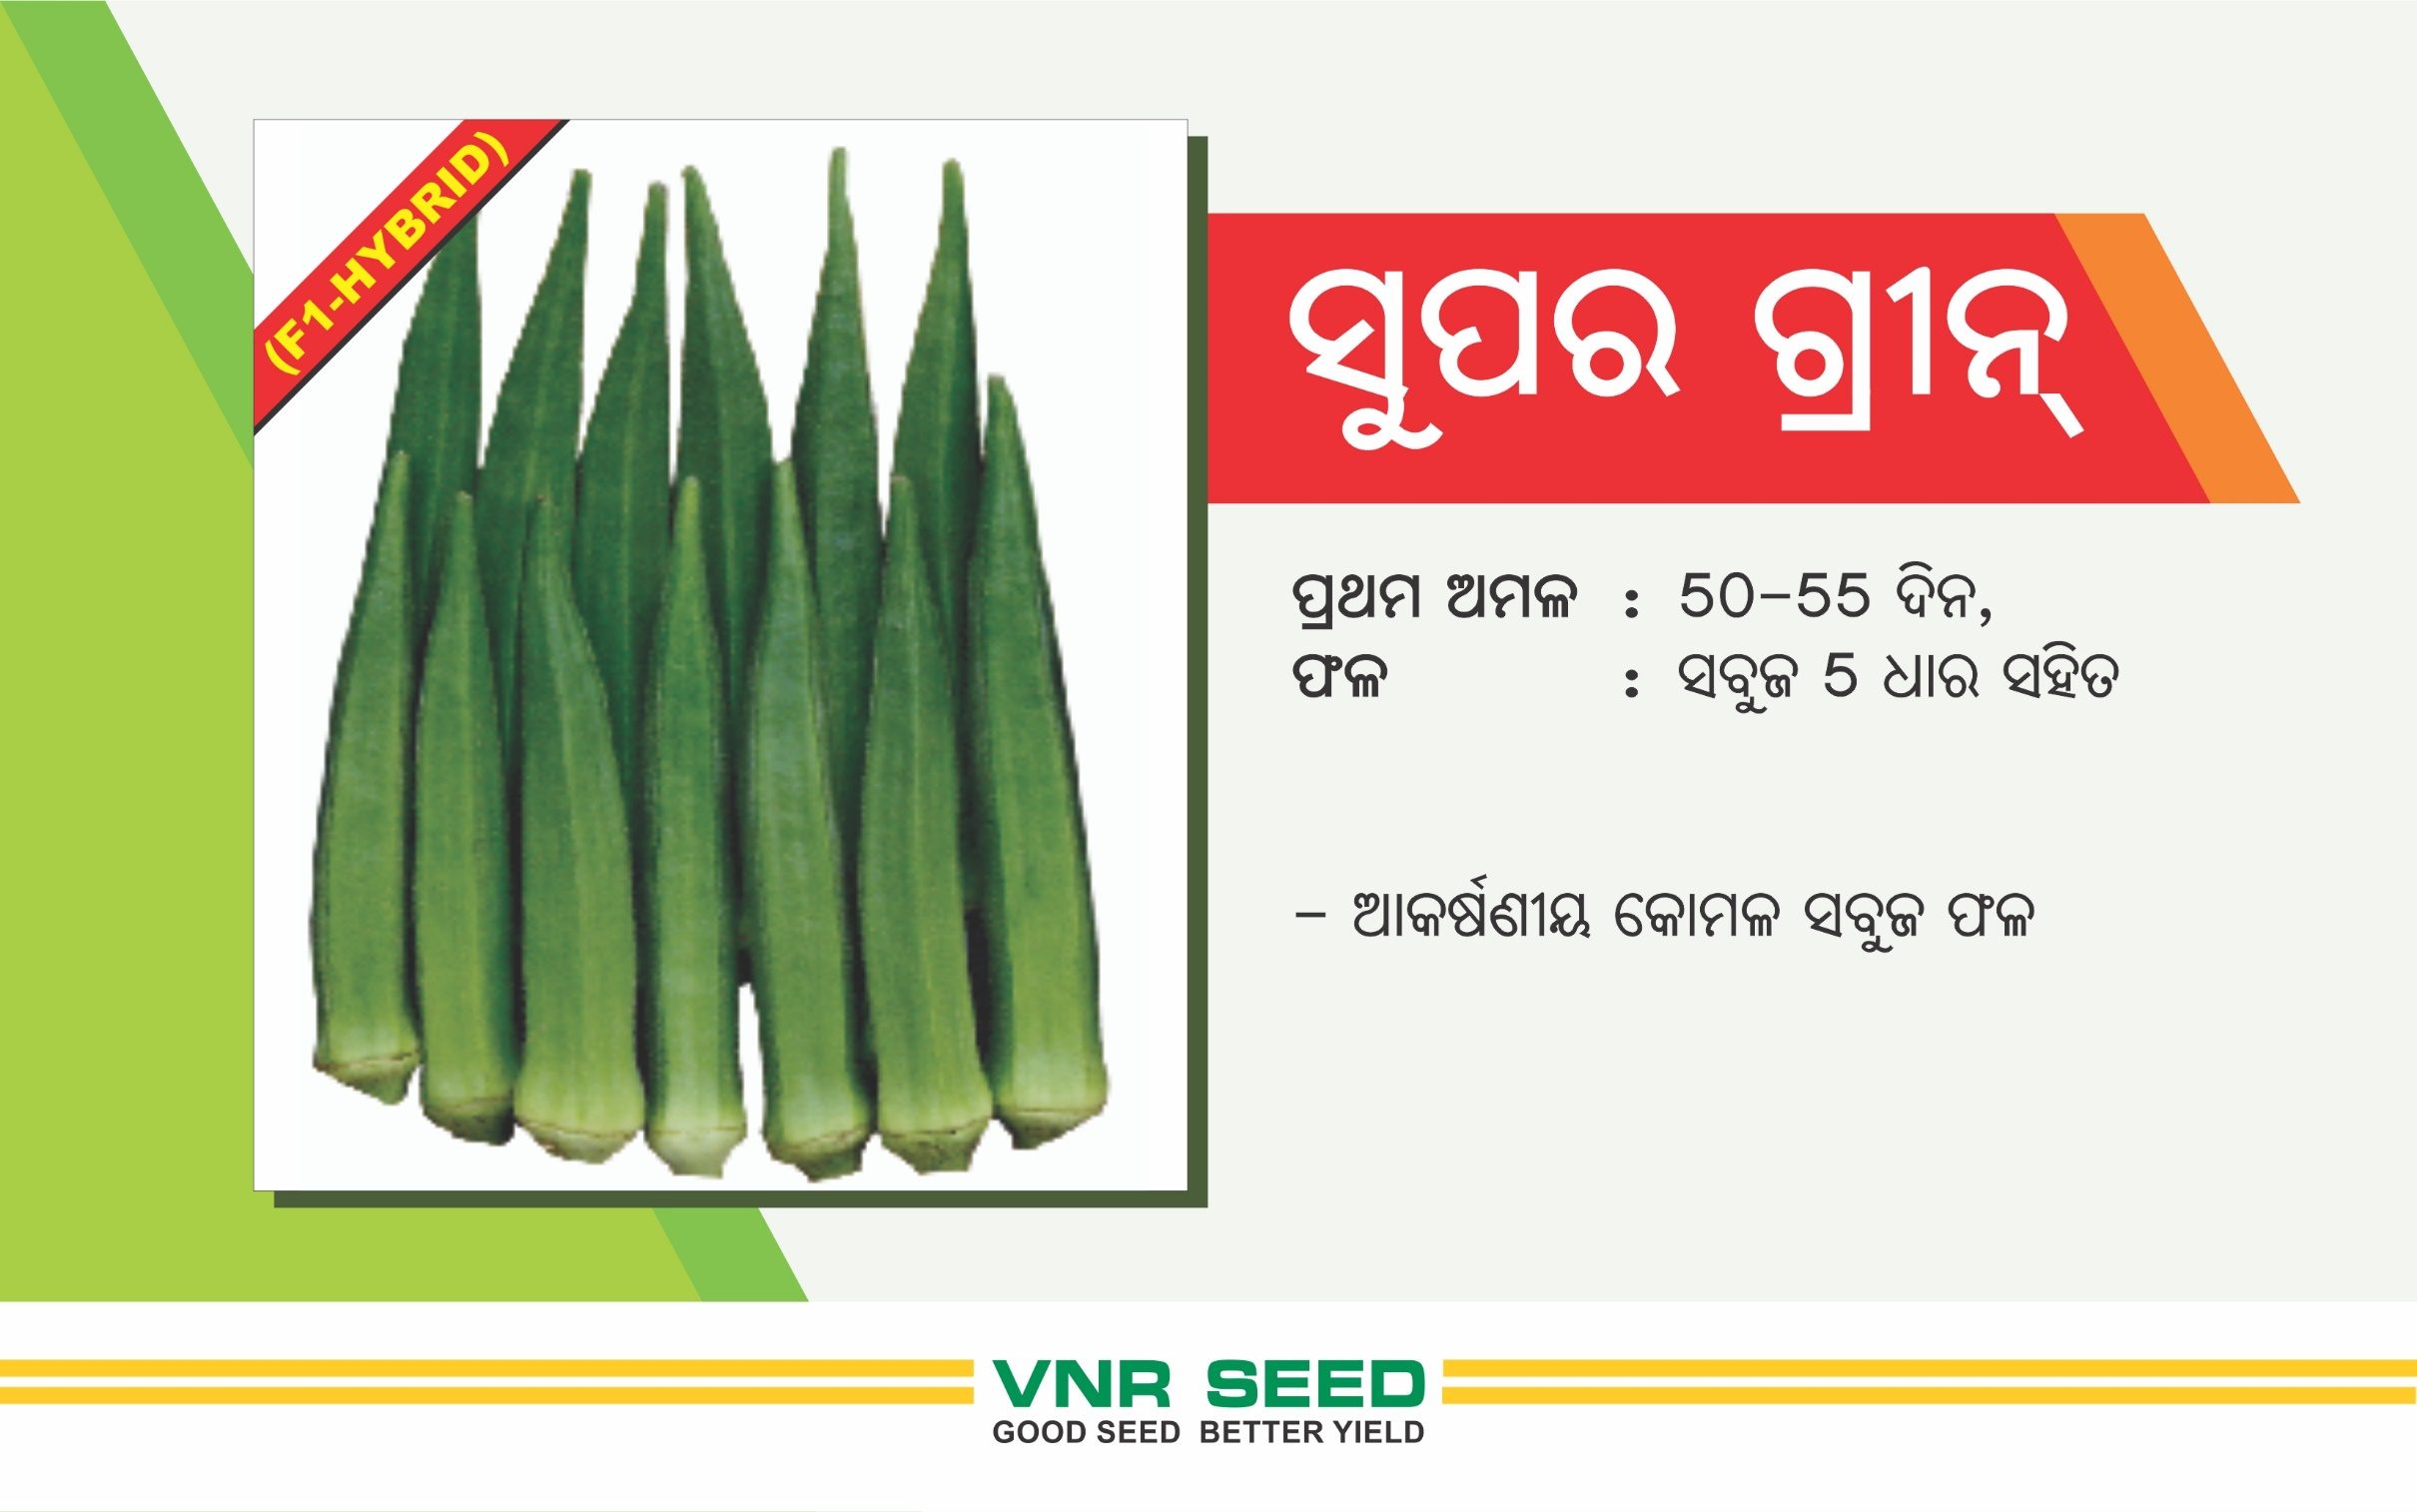 (F1-HYBRID)
ସୁପର ଗ୍ରୀନ୍
ପ୍ରଥମ ଅମଳ : 50–55 ଦିନ,
ଫଳ : ସବୁଜ 5 ଧାର ସହିତ
– ଆକର୍ଷଣୀୟ କୋମଳ ସବୁଜ ଫଳ
VNR SEED
GOOD SEED BETTER YIELD